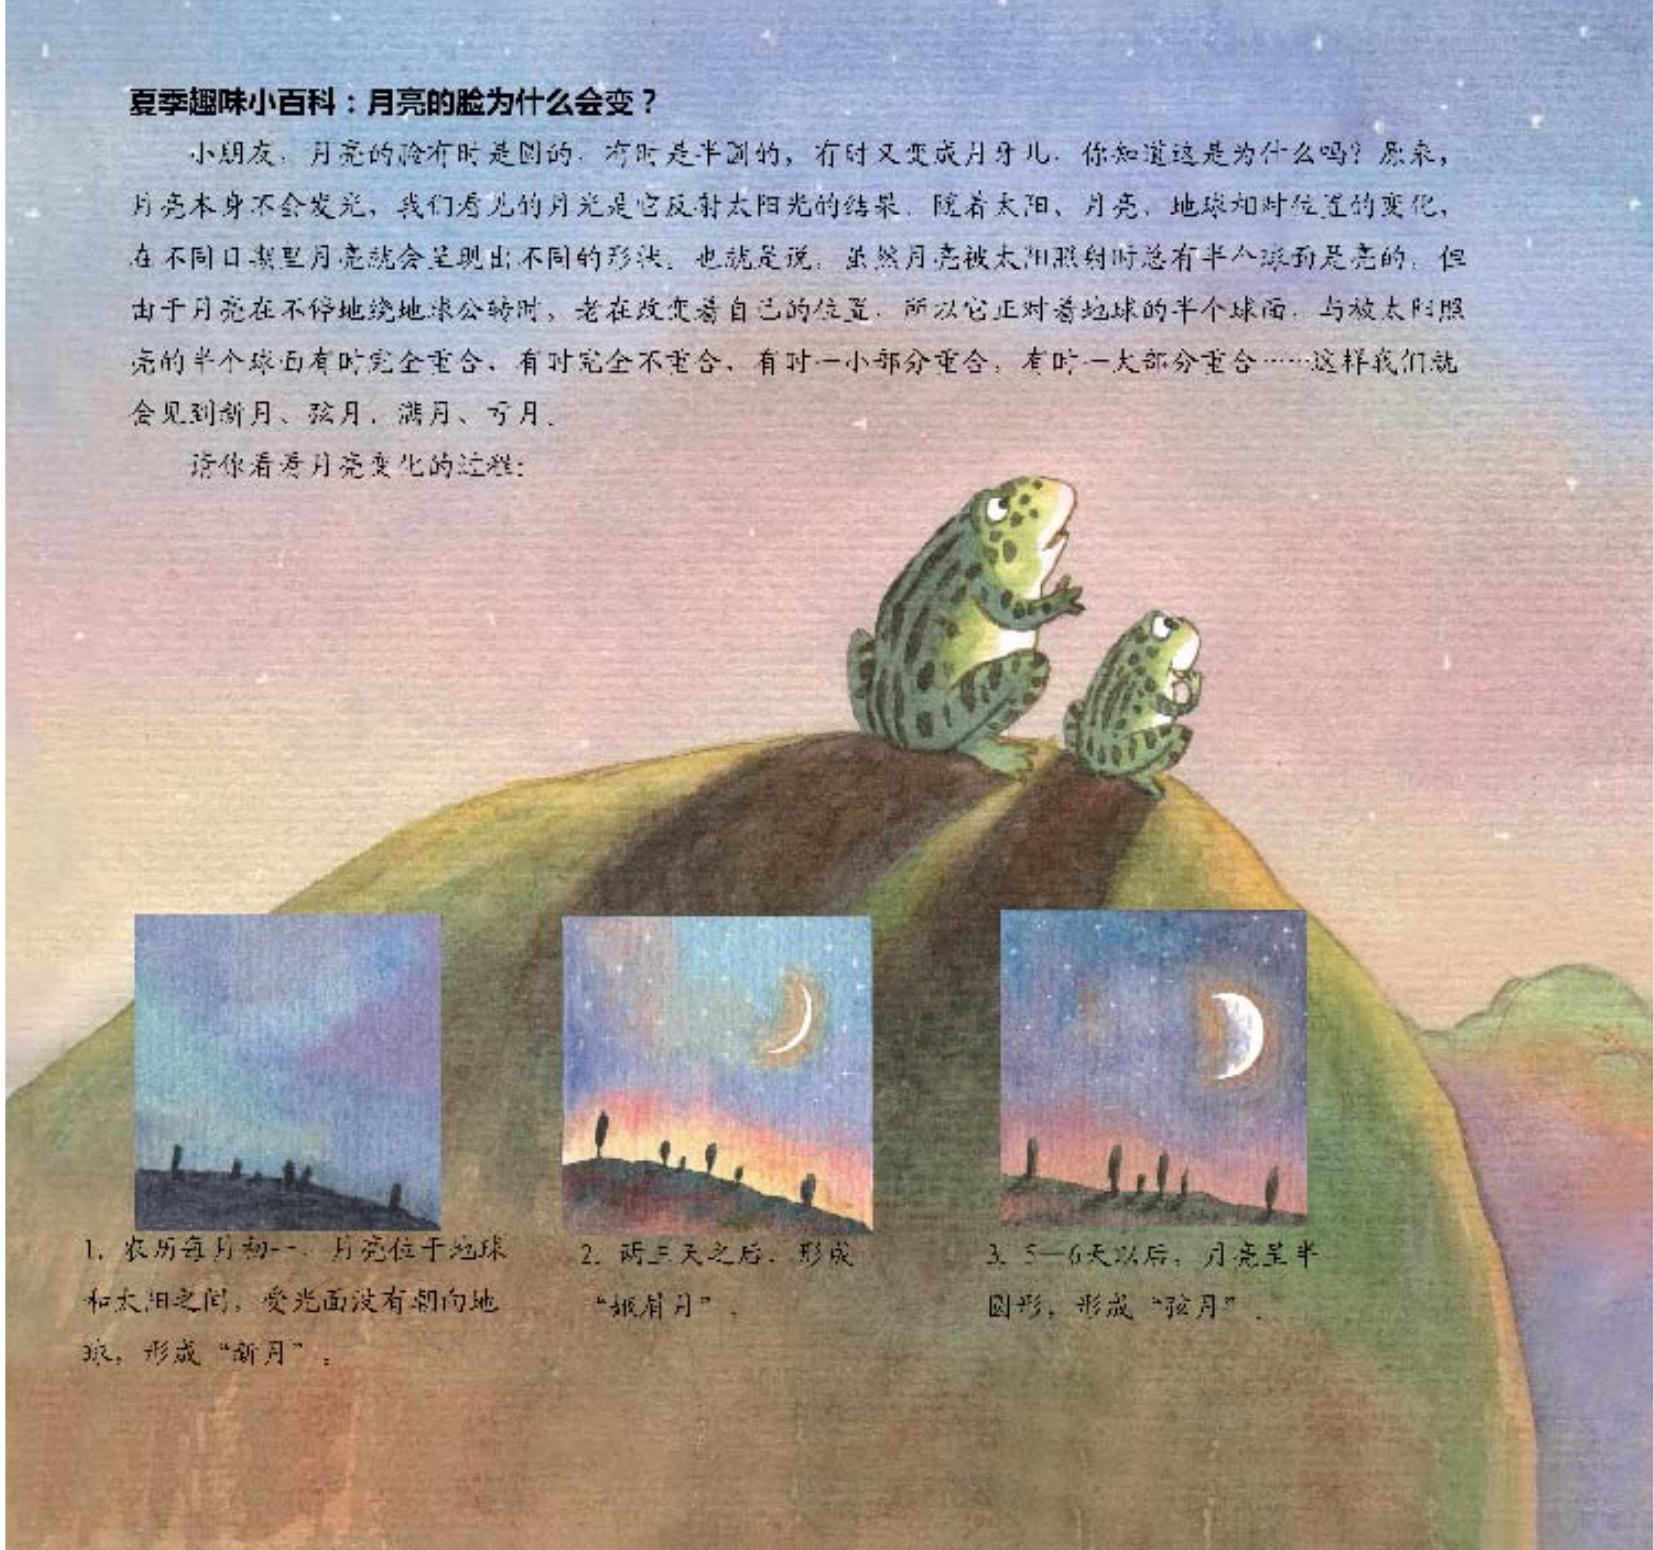 夏季趣味小百科：月亮的脸为什么会变？
小朋友，月亮的脸有时是圆的，有时是半圆的，有时又变成月牙儿，你知道这是为什么吗？原来，
月亮本身不会发光，我们看见的月光是它反射太阳光的结果。随着太阳、月亮、地球相对位置的变化，
在不同日期里月亮就会呈现出不同的形状。也就是说，虽然月亮被太阳照射时总有半个球面是亮的，但
由于月亮在不停地绕地球公转时，老在改变着自己的位置，所以它正对着地球的半个球面，与被太阳照
亮的半个球面有时完全重合，有时完全不重合，有时一小部分重合，有时一大部分重合……这样我们就
会见到新月、弦月、满月、亏月。
请你看看月亮变化的过程：
1. 农历每月初一，月亮位于地球
和太阳之间，受光面没有朝向地
球，形成“新月”。
2. 两三天之后，形成
“蛾眉月”。
3. 5—6天以后，月亮呈半
圆形，形成“弦月”。